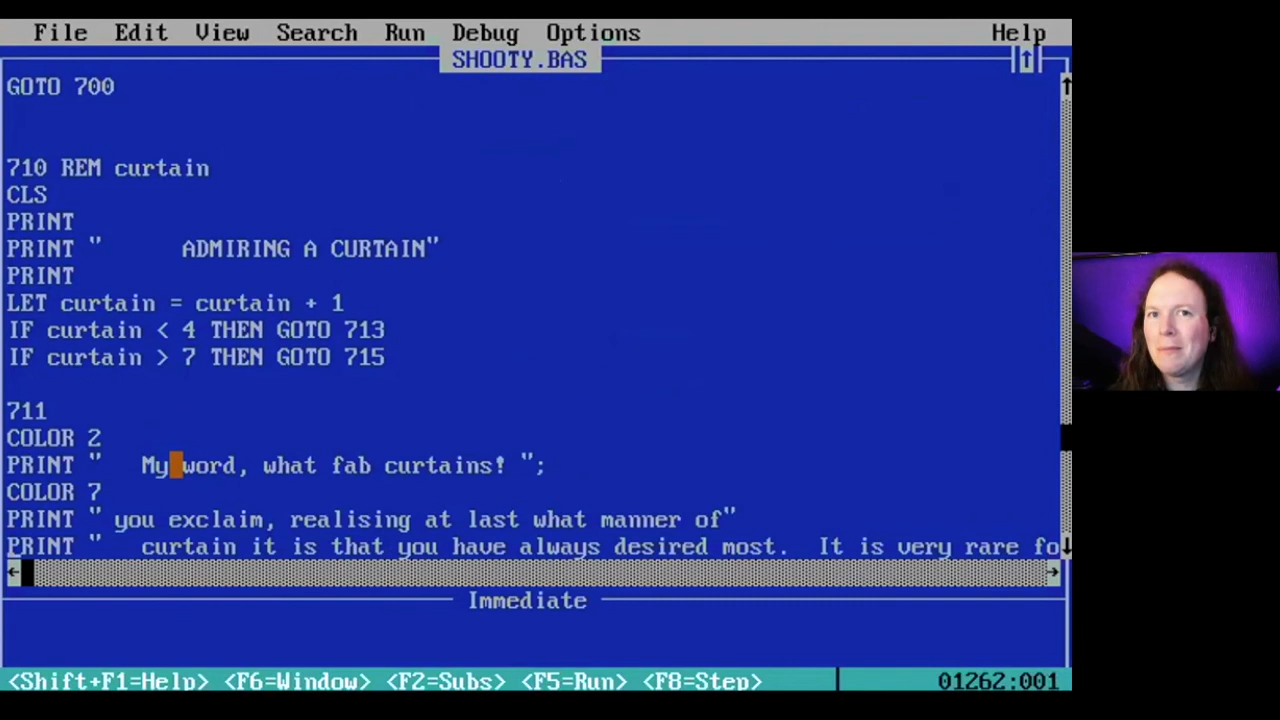 File Edit View Search Run Debug Options Help
SHOOTY.BAS
GOTO 700
710 REM curtain
CLS
PRINT
PRINT "      ADMIRING A CURTAIN"
PRINT
LET curtain = curtain + 1
IF curtain < 4 THEN GOTO 713
IF curtain > 7 THEN GOTO 715
711
COLOR 2
PRINT "   My word, what fab curtains! ";
COLOR 7
PRINT " you exclaim, realising at last what manner of"
PRINT "   curtain it is that you have always desired most.  It is very rare fo
Immediate
<Shift+F1=Help> <F6=Window> <F2=Subs> <F5=Run> <F8=Step> 01262:001